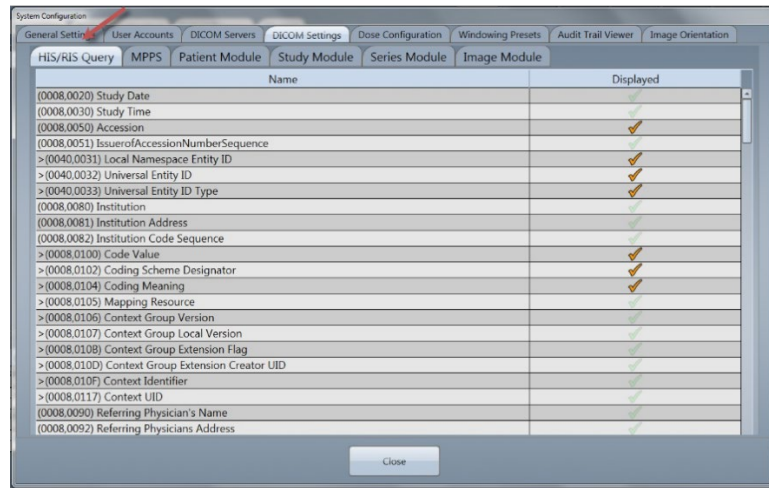 System Configuration
General Settings User Accounts DICOM Servers DICOM Settings Dose Configuration Windowing Presets Audit Trail Viewer Image Orientation
HIS/RIS Query MPPS Patient Module Study Module Series Module Image Module
Name Displayed
(0008,0020) Study Date
(0008,0030) Study Time
(0008,0050) Accession
(0008,0051) IssuerofAccessionNumberSequence
>(0040,0031) Local Namespace Entity ID
>(0040,0032) Universal Entity ID
>(0040,0033) Universal Entity ID Type
(0008,0080) Institution
(0008,0081) Institution Address
(0008,0082) Institution Code Sequence
>(0008,0100) Code Value
>(0008,0102) Coding Scheme Designator
>(0008,0104) Coding Meaning
>(0008,0105) Mapping Resource
>(0008,0106) Context Group Version
>(0008,0107) Context Group Local Version
>(0008,010B) Context Group Extension Flag
>(0008,010D) Context Group Extension Creator UID
>(0008,010F) Context Identifier
>(0008,0117) Context UID
(0008,0090) Referring Physician's Name
(0008,0092) Referring Physicians Address
Close